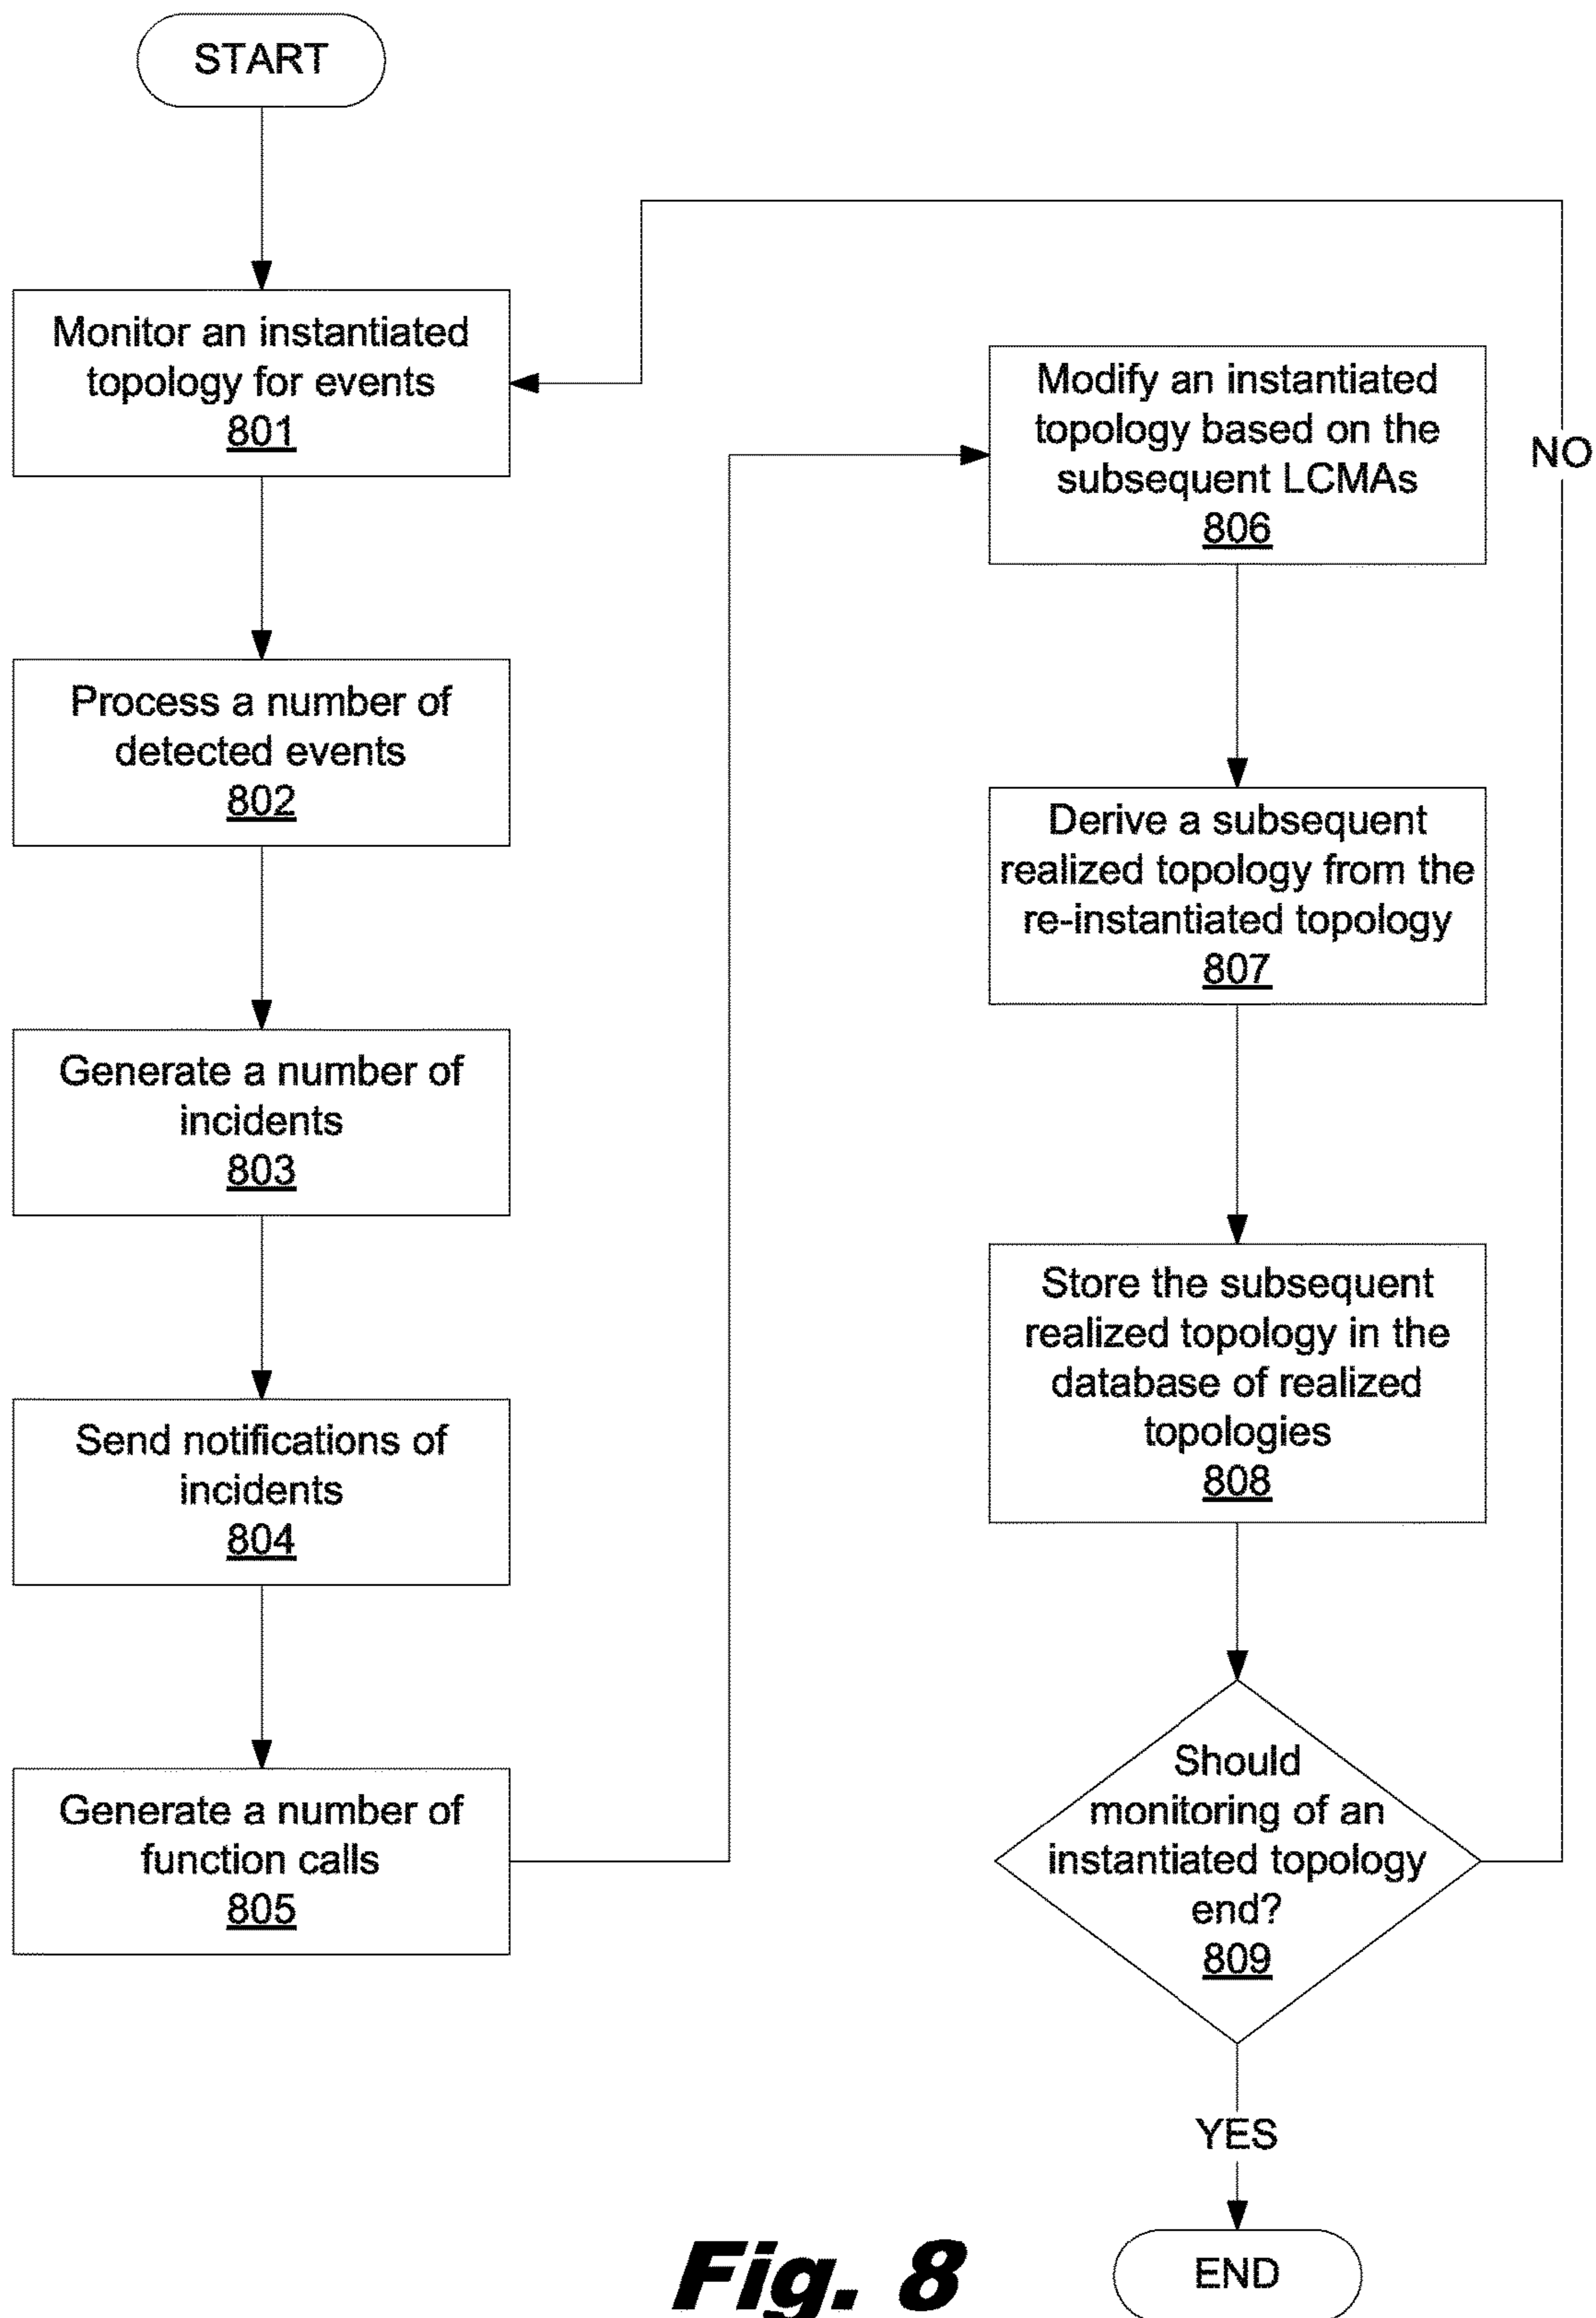 START
Monitor an instantiated
topology for events
801
Process a number of
detected events
802
Generate a number of
incidents
803
Send notifications of
incidents
804
Generate a number of
function calls
805
Modify an instantiated
topology based on the
subsequent LCMAs
806
NO
Derive a subsequent
realized topology from the
re-instantiated topology
807
Store the subsequent
realized topology in the
database of realized
topologies
808
Should
monitoring of an
instantiated topology
end?
809
YES
END
Fig. 8